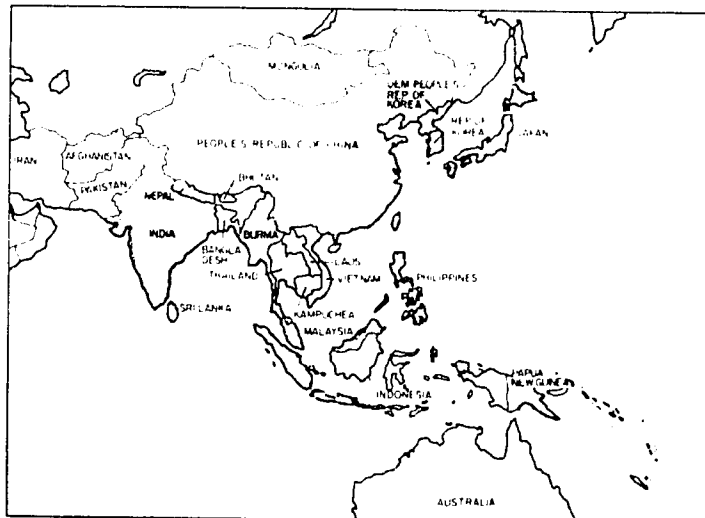 MONGOLIA
DEM PEOPLE'S
REP OF
KOREA
REP OF
KOREA
JAPAN
PEOPLE'S REPUBLIC OF CHINA
IRAN
AFGHANISTAN
PAKISTAN
NEPAL
BHUTAN
INDIA
BANGLA
DESH
BURMA
LAOS
THAILAND
VIETNAM
PHILIPPINES
SRI LANKA
KAMPUCHEA
MALAYSIA
INDONESIA
PAPUA
NEW GUINEA
AUSTRALIA